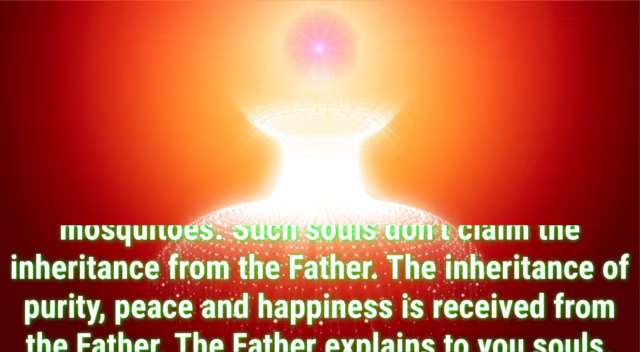 mosquitoes. Such souls don't claim the
inheritance from the Father. The inheritance of
purity, peace and happiness is received from
the Father. The Father explains to you souls,